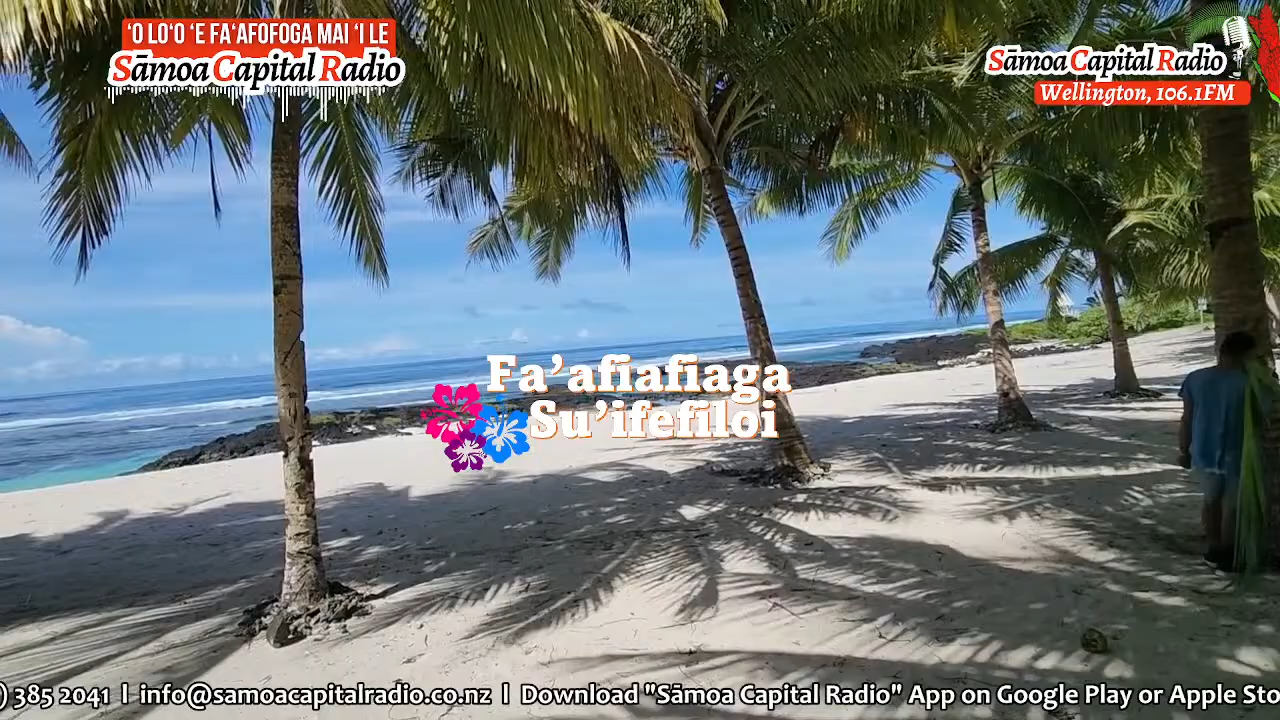 ‘O LO‘O ‘E FA‘AFOFOGA MAI ‘I LE
Sāmoa Capital Radio
Sāmoa Capital Radio
Wellington, 106.1FM
Fa’afiafiaga
Su’ifefiloi
) 385 2041 | info@samoacapitalradio.co.nz | Download "Sāmoa Capital Radio" App on Google Play or Apple Sto